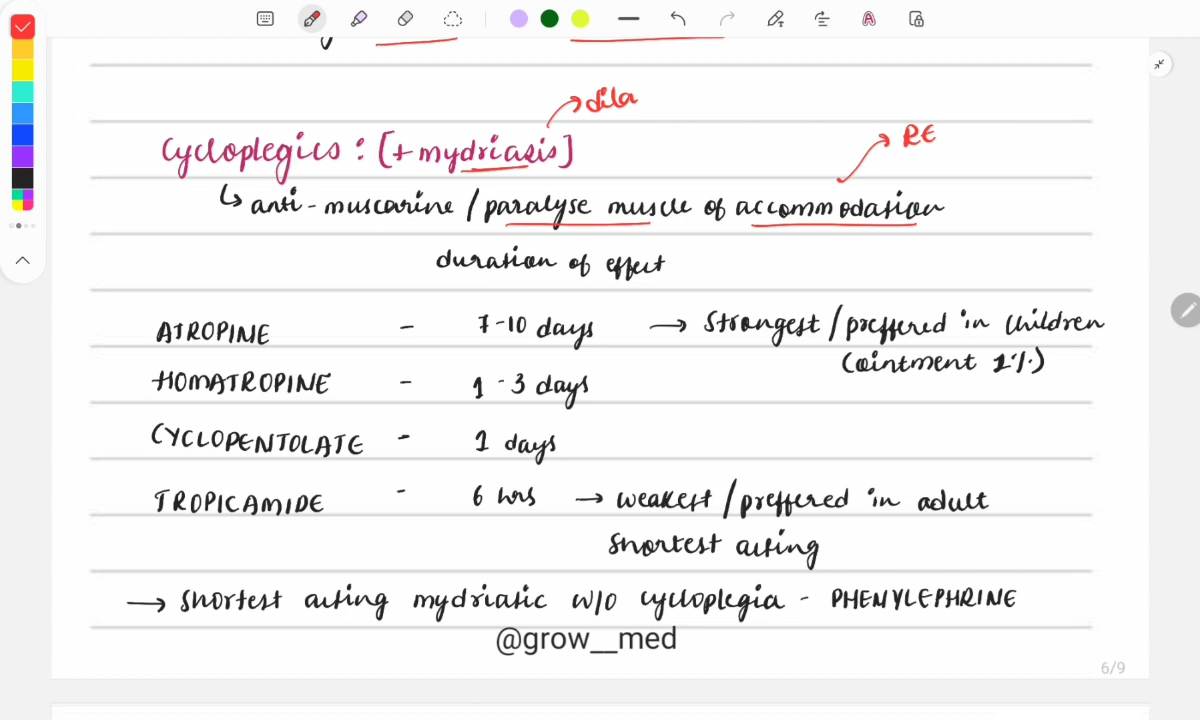 dila
RE
Cycloplegics : [+ mydriasis]
↳ anti-muscarine / paralyse muscle of accommodation
duration of effect
ATROPINE - 7-10 days → Strongest / preffered in children
(ointment 1%)
HOMATROPINE - 1-3 days
CYCLOPENTOLATE - 1 days
TROPICAMIDE - 6 hrs → weakest / preffered in adult
shortest acting
→ shortest acting mydriatic w/o cycloplegia - PHENYLEPHRINE
@grow__med
6/9